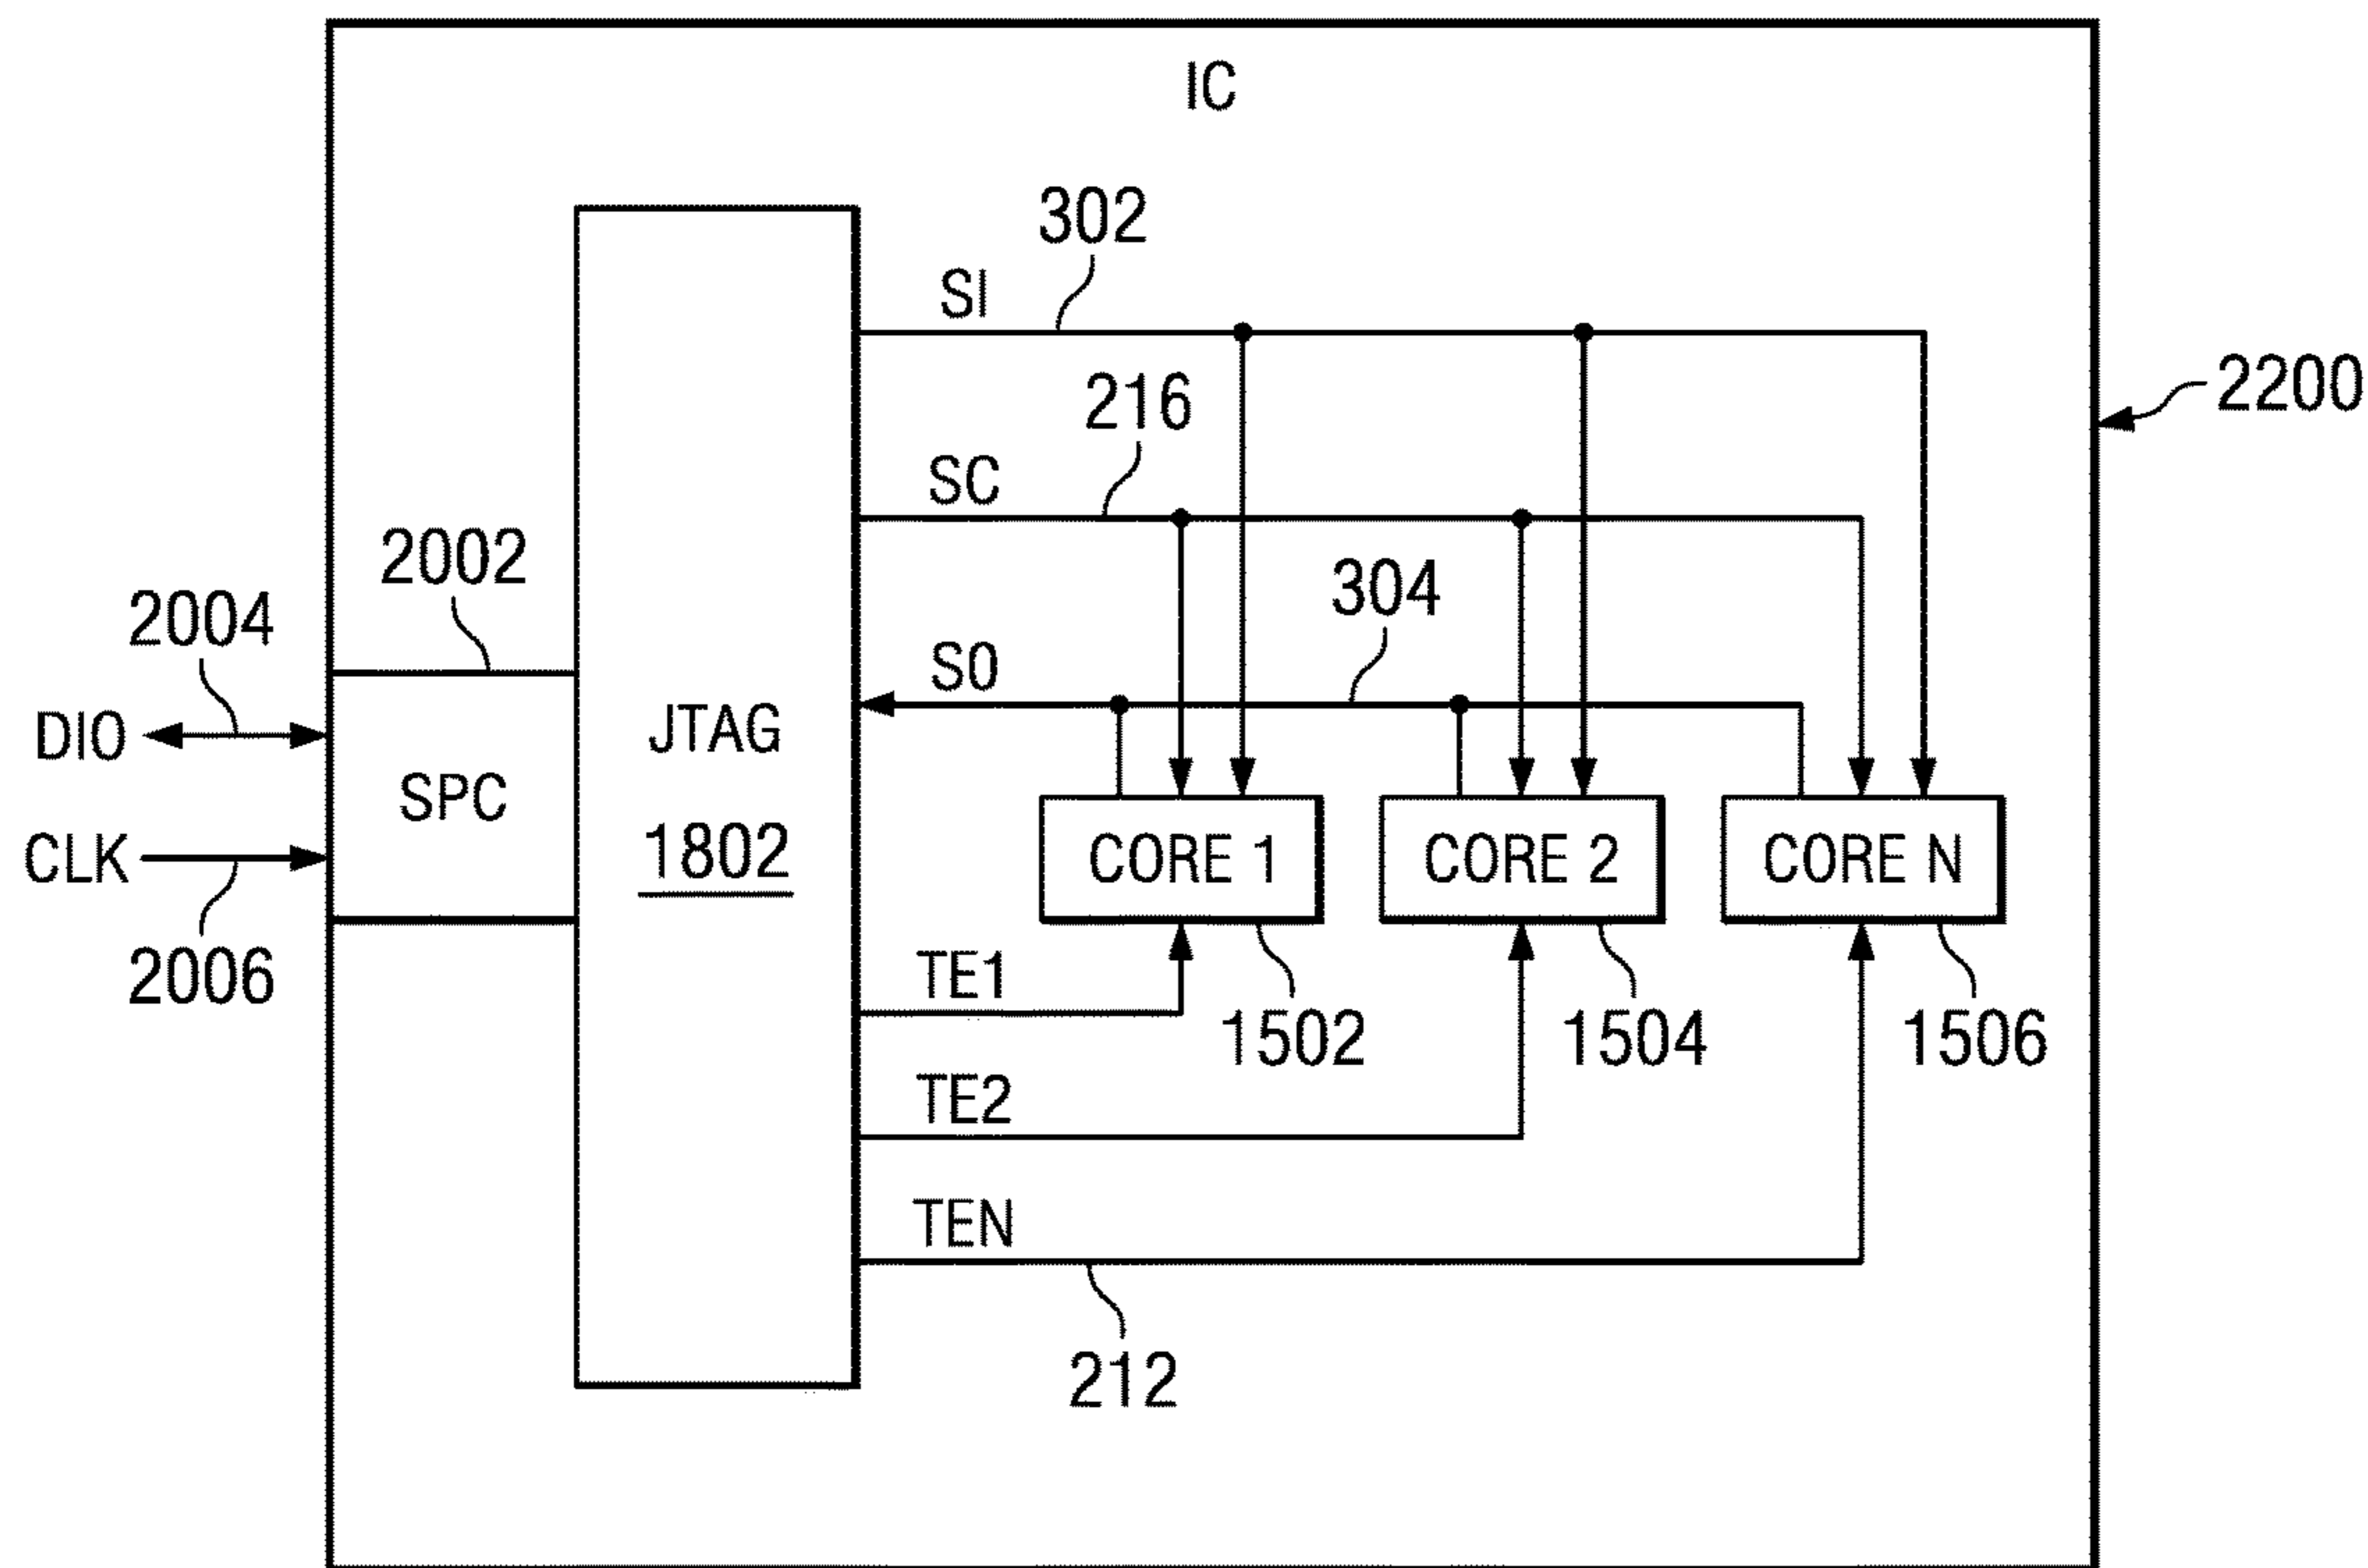 IC
302
SI
2200
216
SC
2002
304
2004
S0
DIO
JTAG
SPC
1802
CORE 1
CORE 2
CORE N
CLK
2006
TE1
1502
1504
1506
TE2
TEN
212